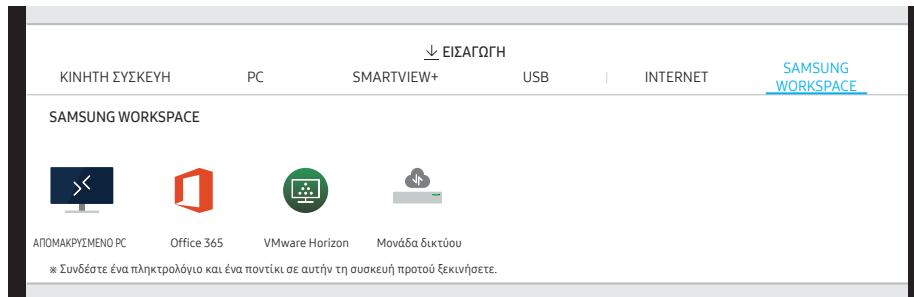 ΕΙΣΑΓΩΓΗ
ΚΙΝΗΤΗ ΣΥΣΚΕΥΗ PC SMARTVIEW+ USB INTERNET SAMSUNG WORKSPACE
SAMSUNG WORKSPACE
ΑΠΟΜΑΚΡΥΣΜΕΝΟ PC Office 365 VMware Horizon Μονάδα δικτύου
※ Συνδέστε ένα πληκτρολόγιο και ένα ποντίκι σε αυτήν τη συσκευή προτού ξεκινήσετε.